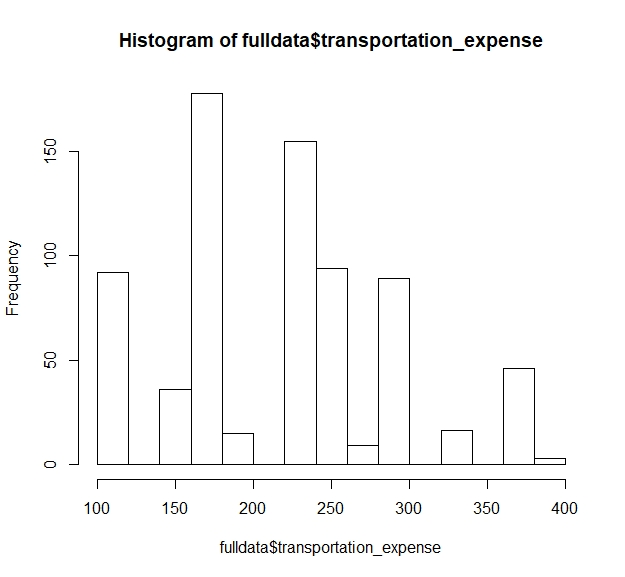 Histogram of fulldata$transportation_expense
Frequency
150
100
50
0
100 150 200 250 300 350 400
fulldata$transportation_expense